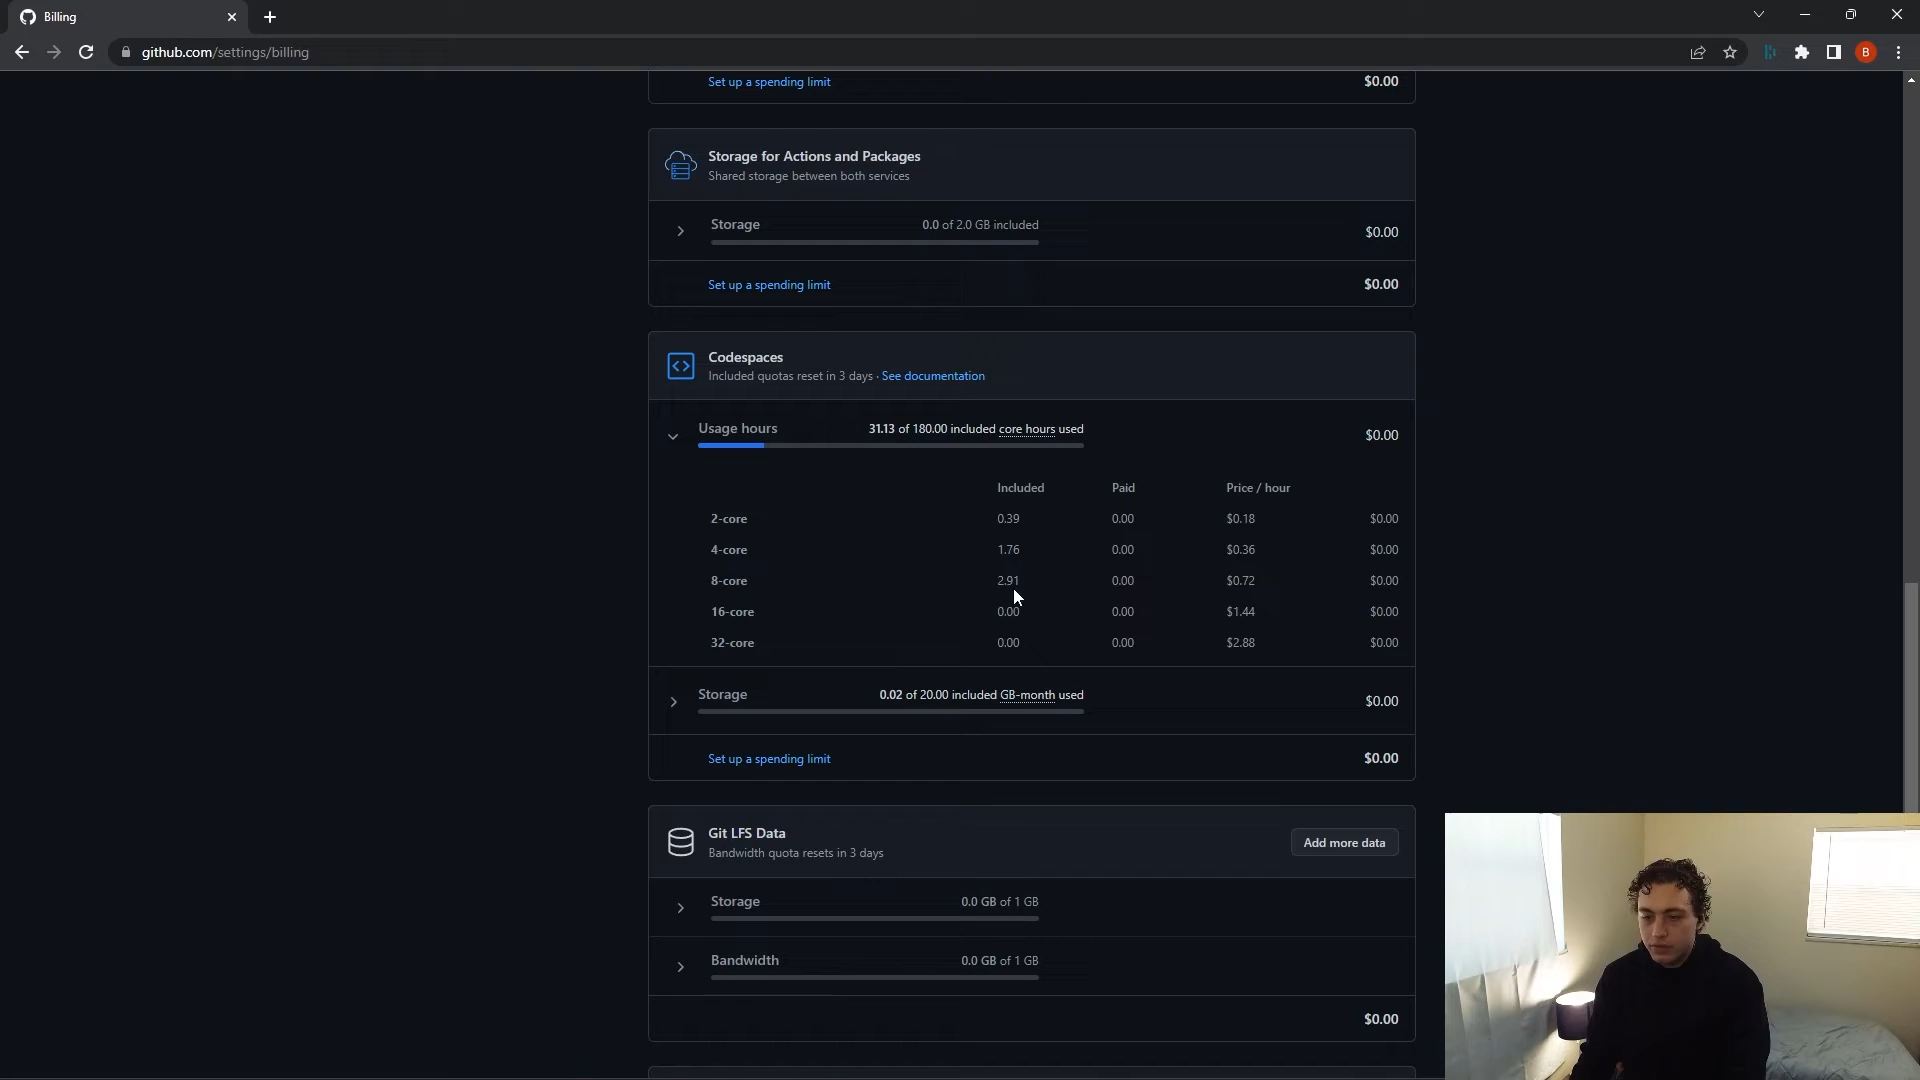 Billing
github.com/settings/billing
B
Set up a spending limit $0.00
Storage for Actions and Packages
Shared storage between both services
Storage 0.0 of 2.0 GB included $0.00
Set up a spending limit $0.00
Codespaces
Included quotas reset in 3 days · See documentation
Usage hours 31.13 of 180.00 included core hours used $0.00
Included Paid Price / hour
2-core 0.39 0.00 $0.18 $0.00
4-core 1.76 0.00 $0.36 $0.00
8-core 2.91 0.00 $0.72 $0.00
16-core 0.00 0.00 $1.44 $0.00
32-core 0.00 0.00 $2.88 $0.00
Storage 0.02 of 20.00 included GB-month used $0.00
Set up a spending limit $0.00
Git LFS Data
Bandwidth quota resets in 3 days
Add more data
Storage 0.0 GB of 1 GB
Bandwidth 0.0 GB of 1 GB
$0.00